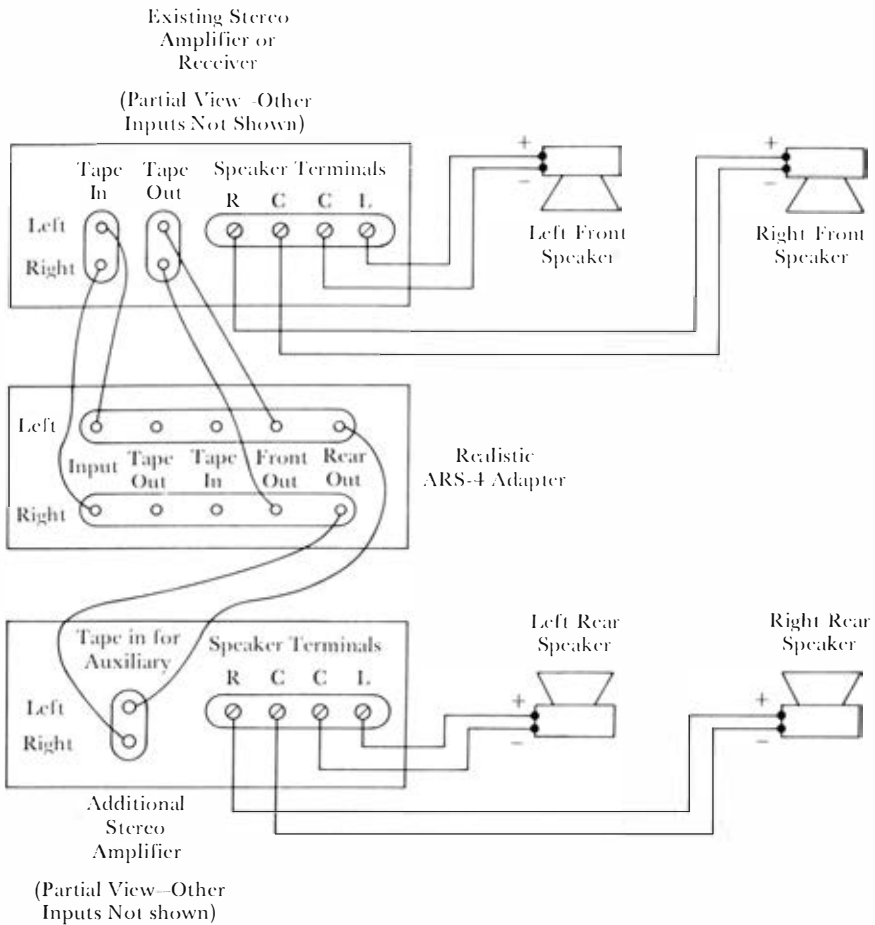 Existing Stereo
Amplifier or
Receiver
(Partial View -Other
Inputs Not Shown)
Tape In
Tape Out
Speaker Terminals
R C C L
Left
Right
+
−
Left Front
Speaker
+
−
Right Front
Speaker
Left
Input
Tape Out
Tape In
Front Out
Rear Out
Right
Realistic
ARS-4 Adapter
Tape in for
Auxiliary
Speaker Terminals
R C C L
Left
Right
Left Rear
Speaker
+
−
Right Rear
Speaker
+
−
Additional
Stereo
Amplifier
(Partial View—Other
Inputs Not shown)